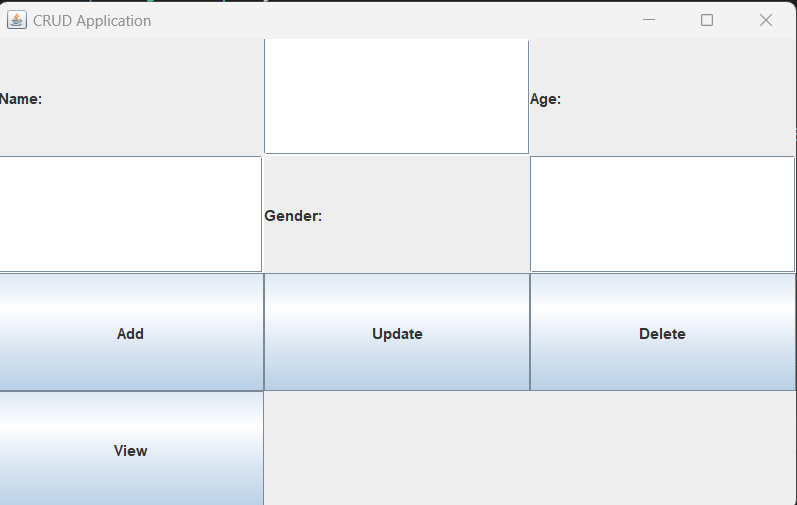 CRUD Application
Name:
Age:
Gender:
Add
Update
Delete
View